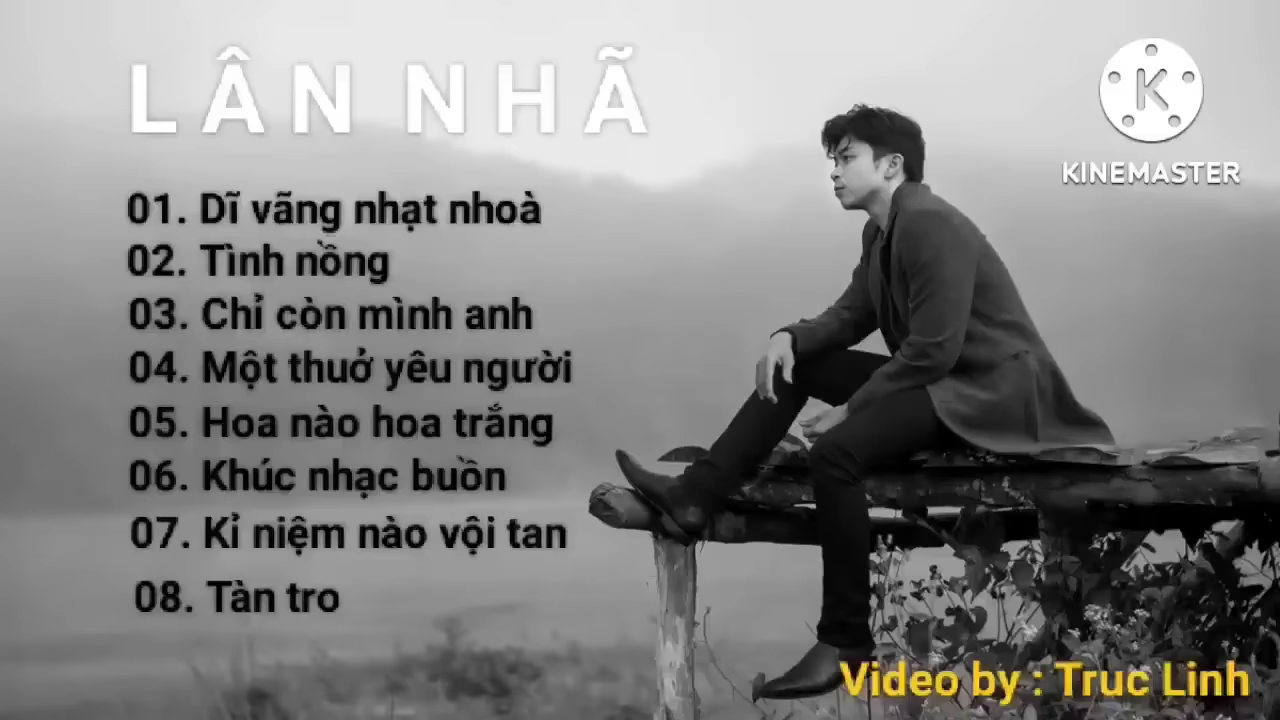 LÂN NHÃ
K
KINEMASTER
01. Dĩ vãng nhạt nhoà
02. Tình nồng
03. Chỉ còn mình anh
04. Một thuở yêu người
05. Hoa nào hoa trắng
06. Khúc nhạc buồn
07. Kỉ niệm nào vội tan
08. Tàn tro
Video by : Truc Linh